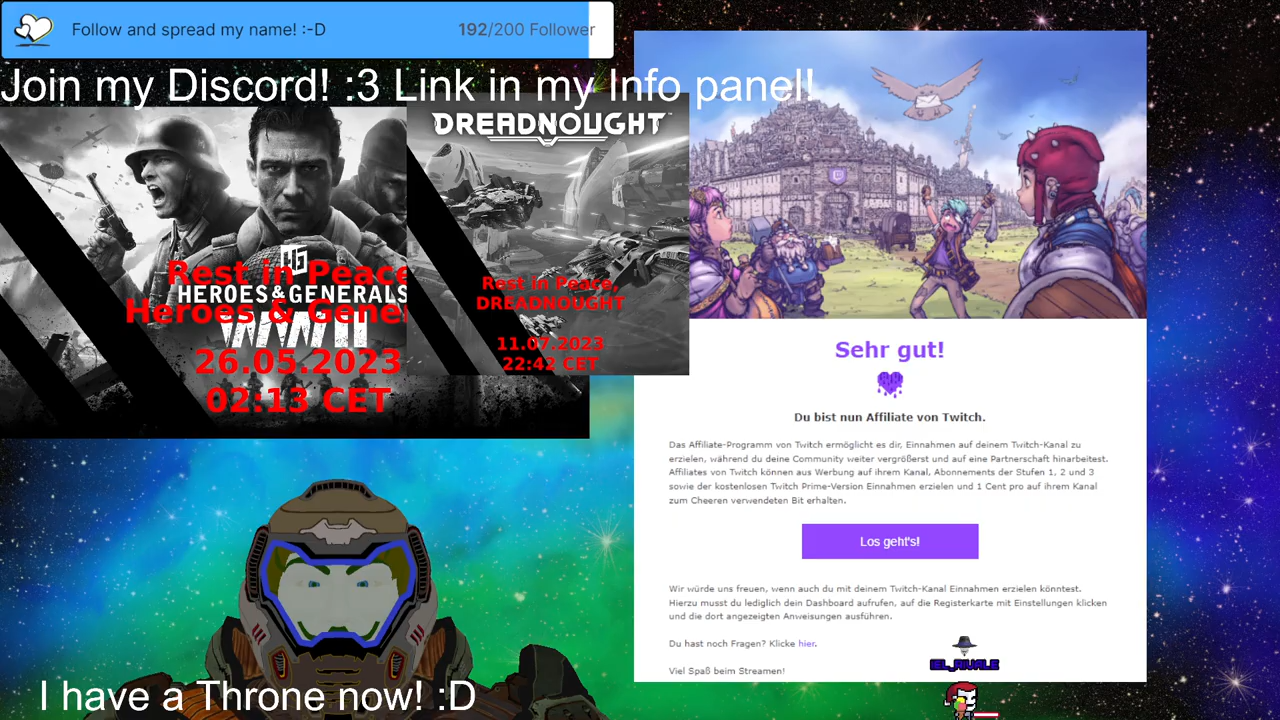 Follow and spread my name! :-D
192/200 Follower
Join my Discord! :3 Link in my Info panel!
DREADNOUGHT
Rest in Peace
HEROES & GENERALS
Heroes & Gene
WWII
26.05.2023
02:13 CET
Rest in Peace,
DREADNOUGHT
11.07.2023
22:42 CET
Sehr gut!
Du bist nun Affiliate von Twitch.
Das Affiliate-Programm von Twitch ermöglicht es dir, Einnahmen auf deinem Twitch-Kanal zu
erzielen, während du deine Community weiter vergrößerst und auf eine Partnerschaft hinarbeitest.
Affiliates von Twitch können aus Werbung auf ihrem Kanal, Abonnements der Stufen 1, 2 und 3
sowie der kostenlosen Twitch Prime-Version Einnahmen erzielen und 1 Cent pro auf ihrem Kanal
zum Cheeren verwendeten Bit erhalten.
Los geht's!
Wir würde uns freuen, wenn auch du mit deinem Twitch-Kanal Einnahmen erzielen könntest.
Hierzu musst du lediglich dein Dashboard aufrufen, auf die Registerkarte mit Einstellungen klicken
und die dort angezeigten Anweisungen ausführen.
Du hast noch Fragen? Klicke hier.
Viel Spaß beim Streamen!
I have a Throne now! :D